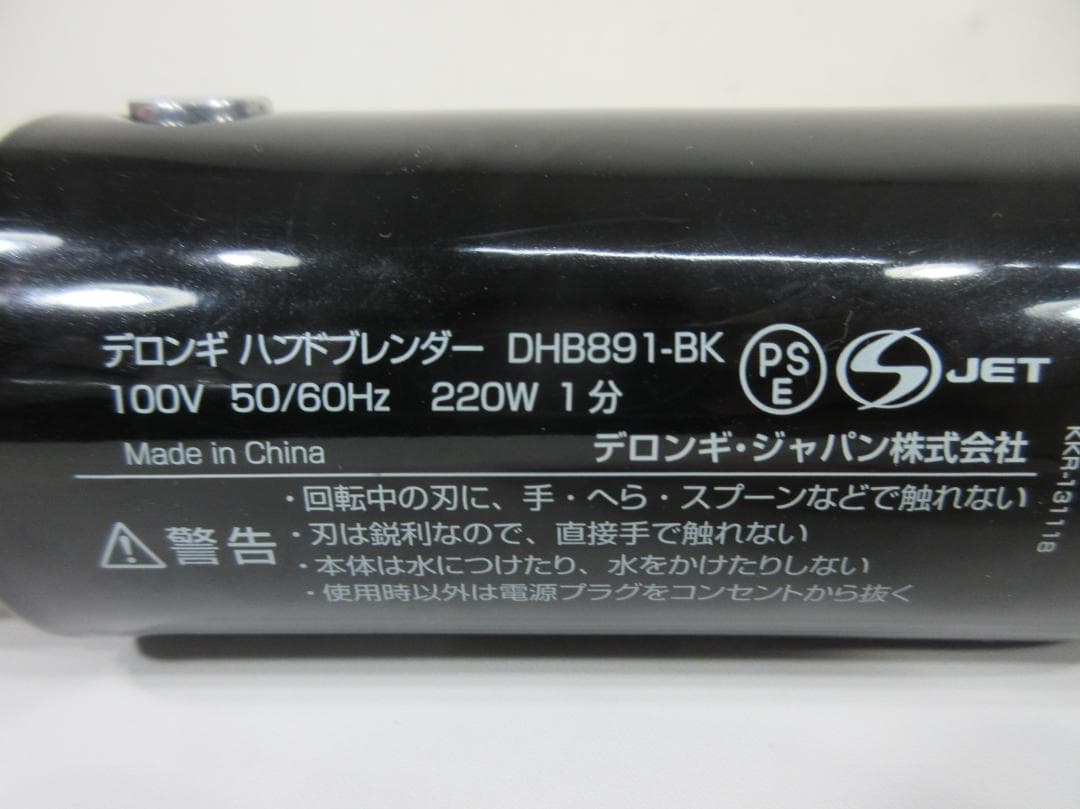 デロンギ ハンドブレンダー DHB891-BK
PS
E
S JET
100V 50/60Hz 220W 1分
Made in China
デロンギ・ジャパン株式会社
警告
・回転中の刃に、手・へら・スプーンなどで触れない
・刃は鋭利なので、直接手で触れない
・本体は水につけたり、水をかけたりしない
・使用時以外は電源プラグをコンセントから抜く
KKR-131118